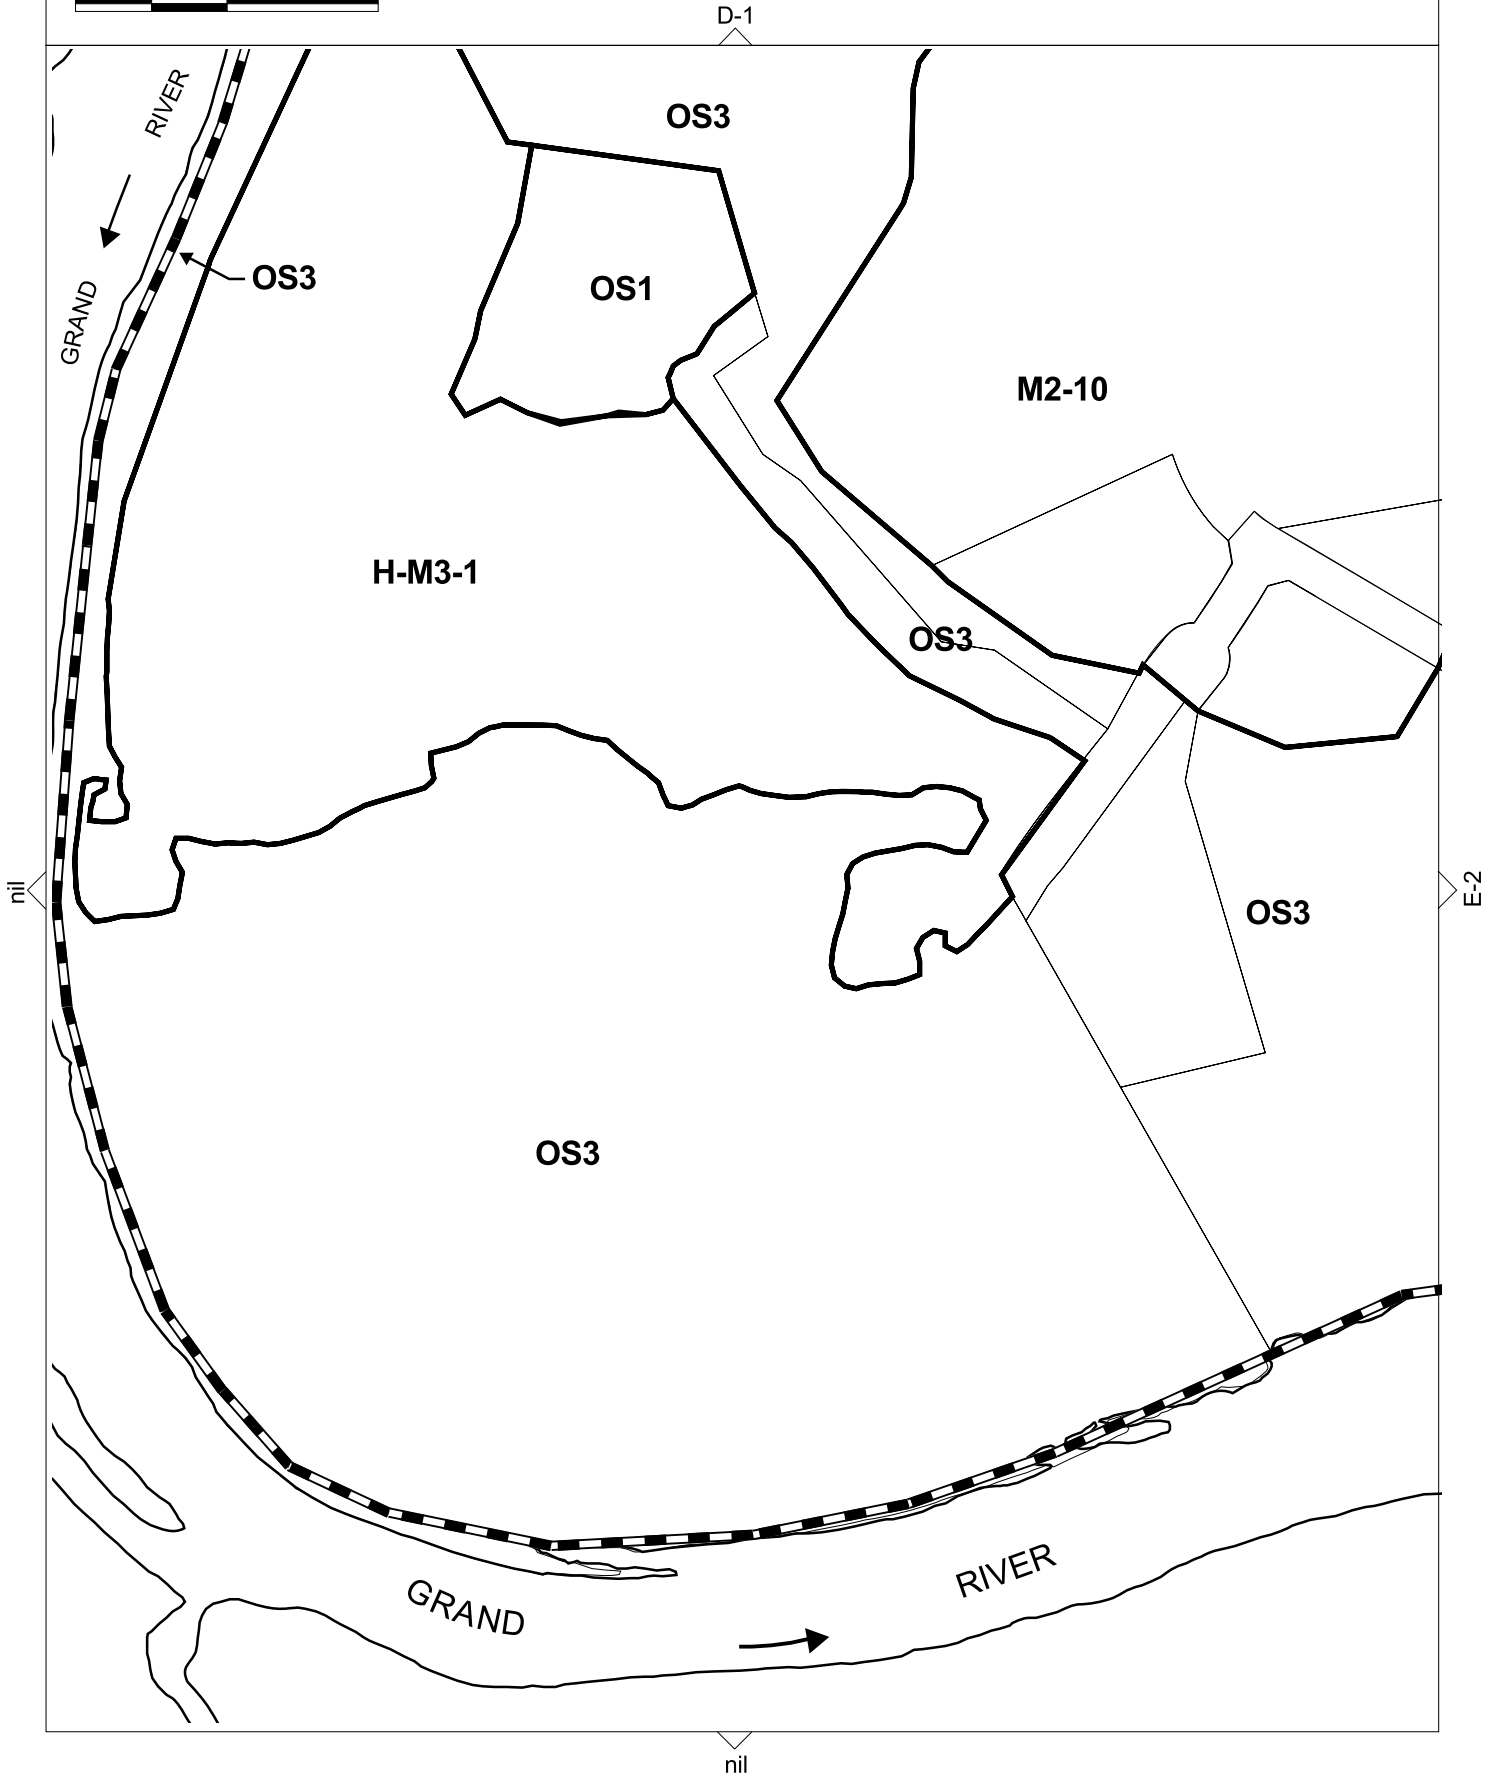 D-1
RIVER
OS3
OS3
OS1
GRAND
M2-10
H-M3-1
OS3
nil
E-2
OS3
OS3
RIVER
GRAND
nil